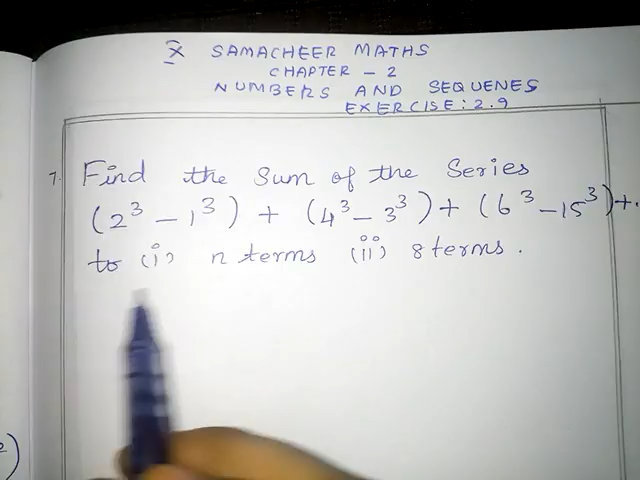 X̂ SAMACHEER MATHS
CHAPTER - 2
NUMBERS AND SEQUENES
EXERCISE: 2.9
7. Find the Sum of the Series
(2³ - 1³) + (4³ - 3³) + (6³ - 15³) + .
to (i) n terms (ii) 8 terms.